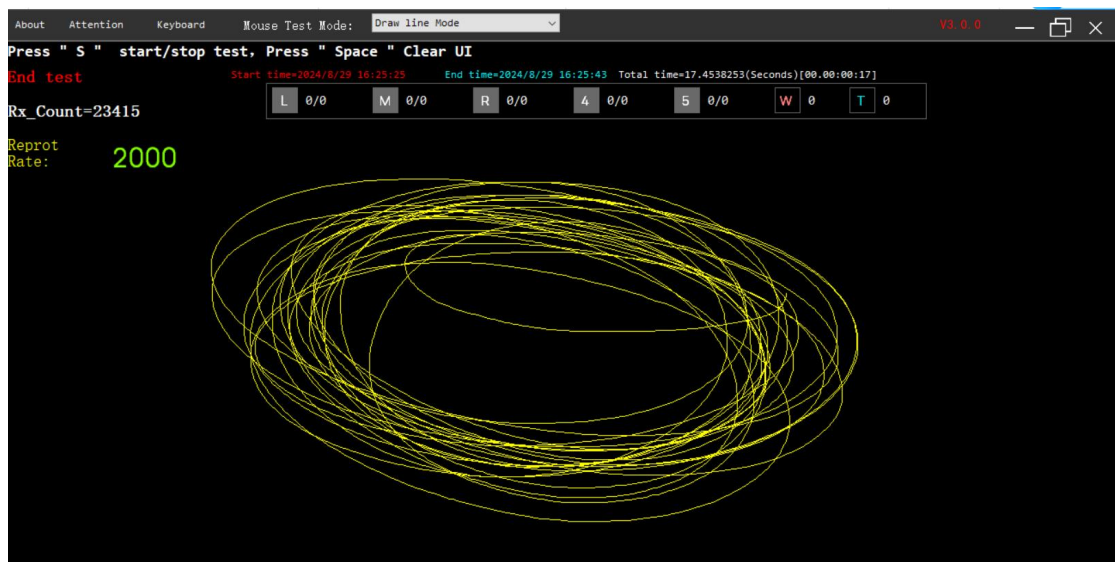 About Attention Keyboard Mouse Test Mode: Draw line Mode V3.0.0
Press " S " start/stop test, Press " Space " Clear UI
End test Start time=2024/8/29 16:25:25 End time=2024/8/29 16:25:43 Total time=17.4538253(Seconds)[00.00:00:17]
L 0/0 M 0/0 R 0/0 4 0/0 5 0/0 W 0 T 0
Rx_Count=23415
Reprot
Rate: 2000